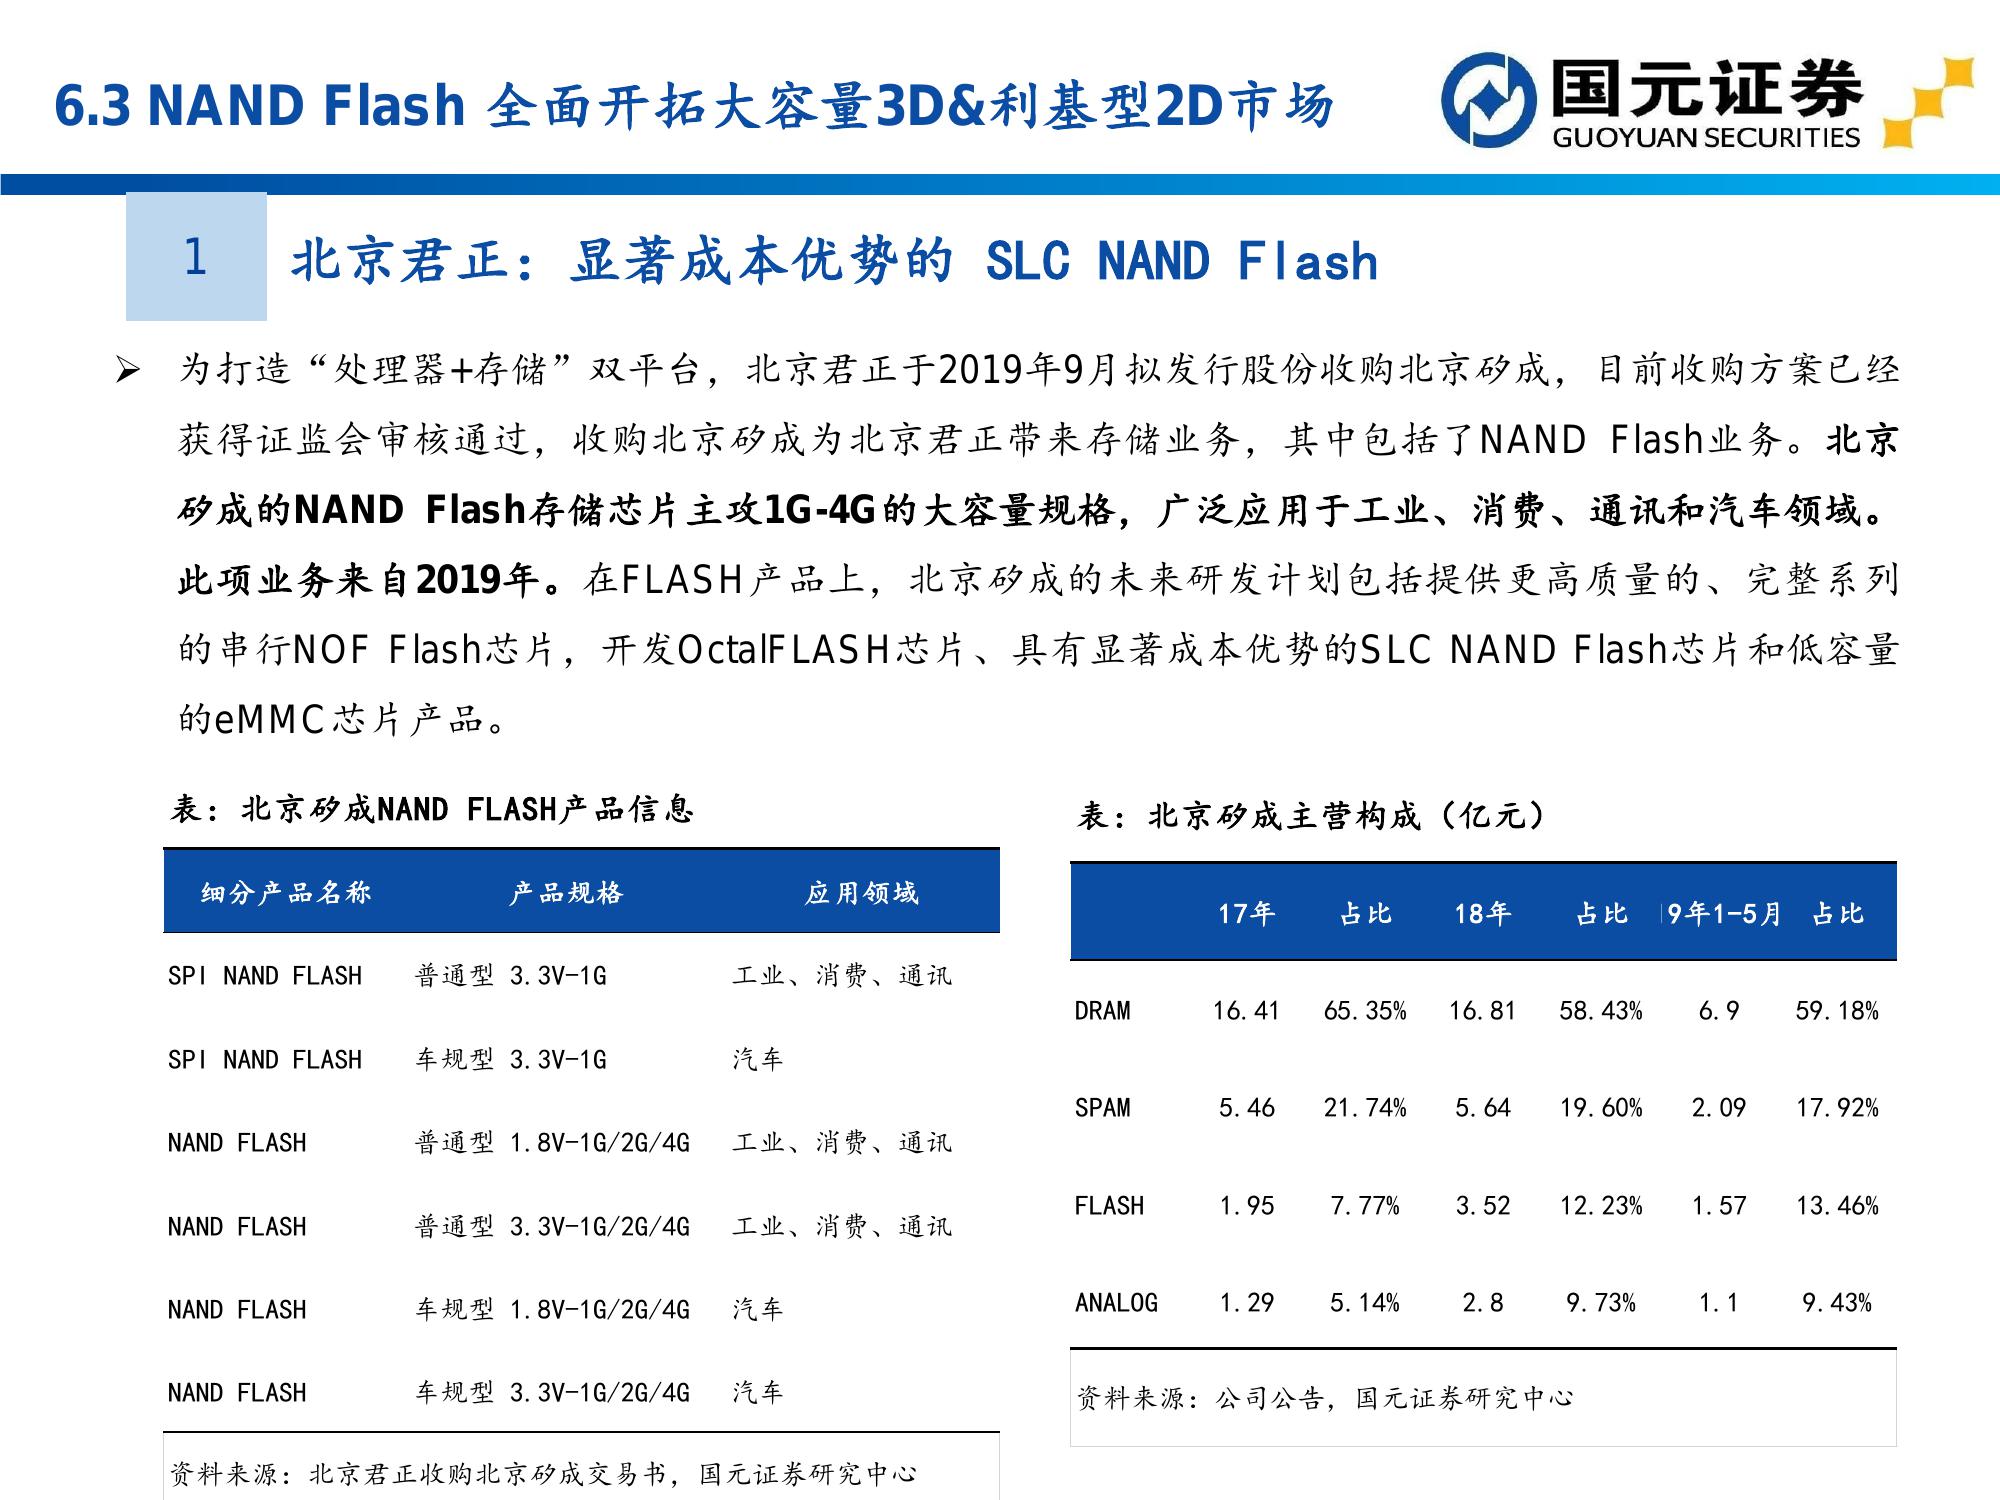 6.3 NAND Flash 全面开拓大容量3D&利基型2D市场
国元证券
GUOYUAN SECURITIES
1
北京君正：显著成本优势的 SLC NAND Flash
➢ 为打造“处理器+存储”双平台，北京君正于2019年9月拟发行股份收购北京矽成，目前收购方案已经
获得证监会审核通过，收购北京矽成为北京君正带来存储业务，其中包括了NAND Flash业务。北京
矽成的NAND Flash存储芯片主攻1G-4G的大容量规格，广泛应用于工业、消费、通讯和汽车领域。
此项业务来自2019年。在FLASH产品上，北京矽成的未来研发计划包括提供更高质量的、完整系列
的串行NOF Flash芯片，开发OctalFLASH芯片、具有显著成本优势的SLC NAND Flash芯片和低容量
的eMMC芯片产品。
表：北京矽成NAND FLASH产品信息
细分产品名称 产品规格 应用领域
SPI NAND FLASH 普通型 3.3V-1G 工业、消费、通讯
SPI NAND FLASH 车规型 3.3V-1G 汽车
NAND FLASH 普通型 1.8V-1G/2G/4G 工业、消费、通讯
NAND FLASH 普通型 3.3V-1G/2G/4G 工业、消费、通讯
NAND FLASH 车规型 1.8V-1G/2G/4G 汽车
NAND FLASH 车规型 3.3V-1G/2G/4G 汽车
资料来源：北京君正收购北京矽成交易书，国元证券研究中心
表：北京矽成主营构成（亿元）
17年 占比 18年 占比 9年1-5月 占比
DRAM 16.41 65.35% 16.81 58.43% 6.9 59.18%
SPAM 5.46 21.74% 5.64 19.60% 2.09 17.92%
FLASH 1.95 7.77% 3.52 12.23% 1.57 13.46%
ANALOG 1.29 5.14% 2.8 9.73% 1.1 9.43%
资料来源：公司公告，国元证券研究中心